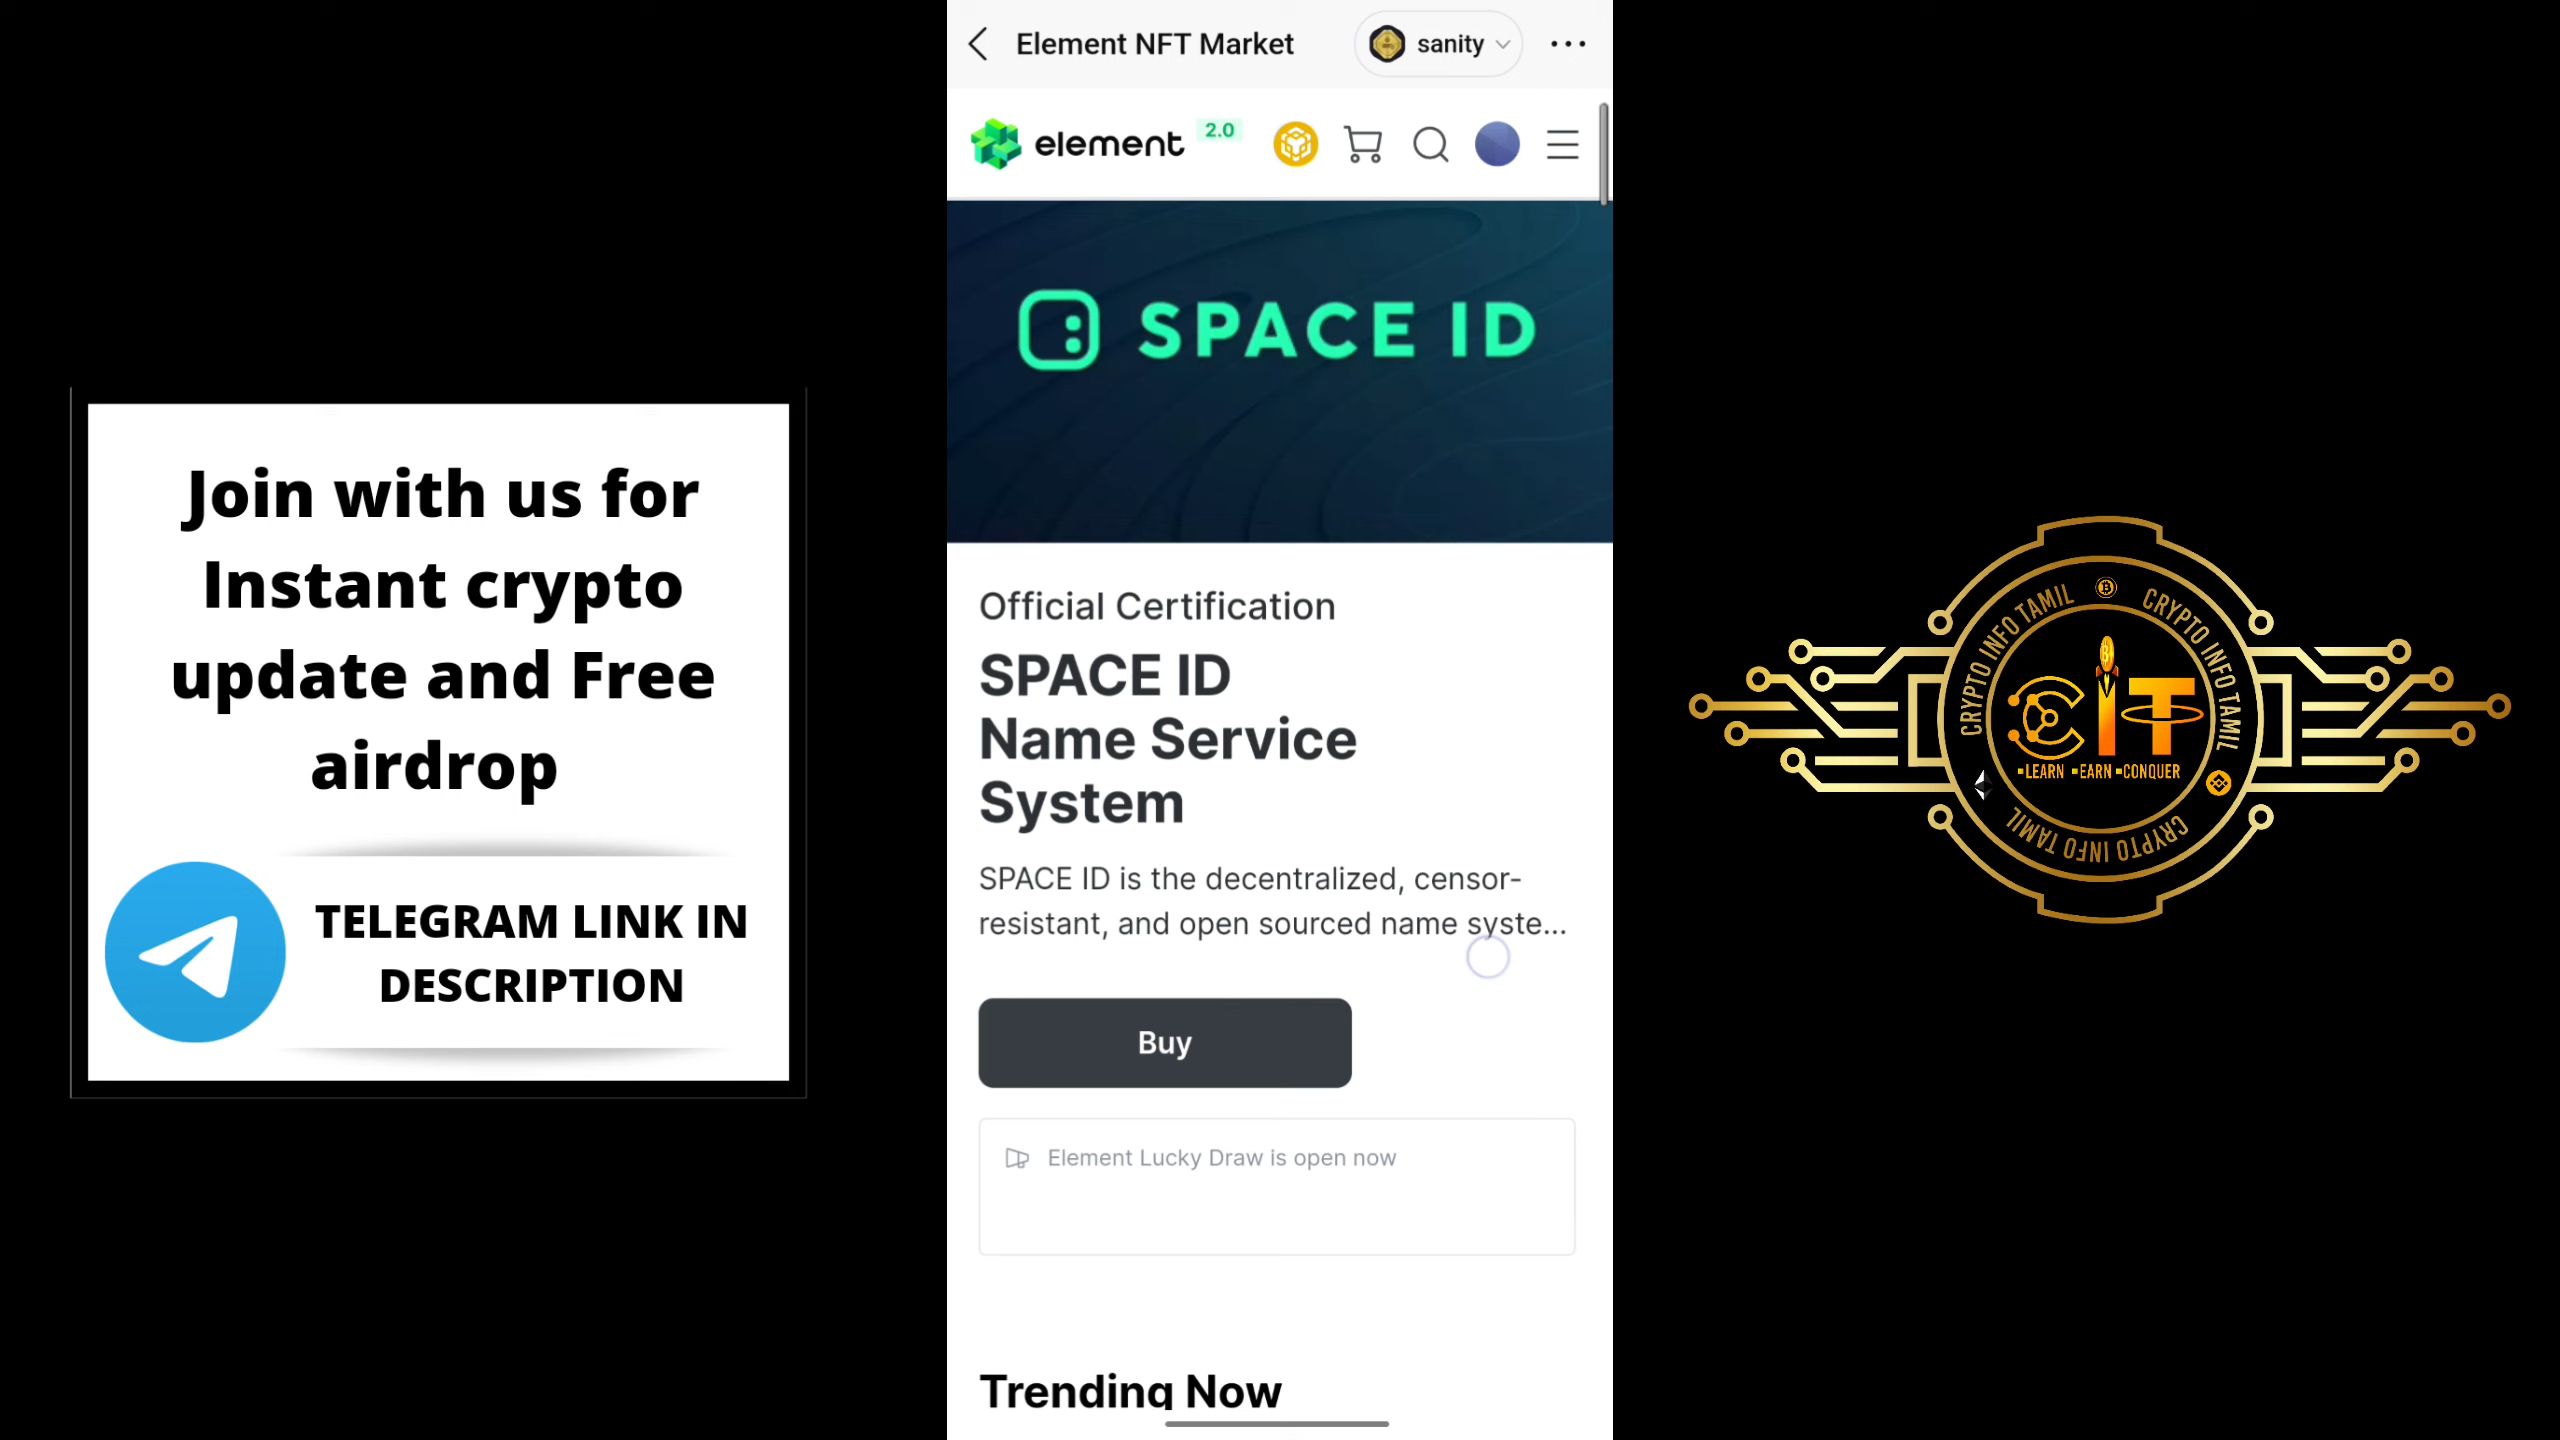 Join with us for
Instant crypto
update and Free
airdrop
TELEGRAM LINK IN
DESCRIPTION
Element NFT Market
sanity
element 2.0
SPACE ID
Official Certification
SPACE ID
Name Service
System
SPACE ID is the decentralized, censor-
resistant, and open sourced name syste...
Buy
Element Lucky Draw is open now
Trending Now
CRYPTO INFO TAMIL
CRYPTO INFO TAMIL
CIT
▪LEARN ▪EARN ▪CONQUER
CRYPTO INFO TAMIL